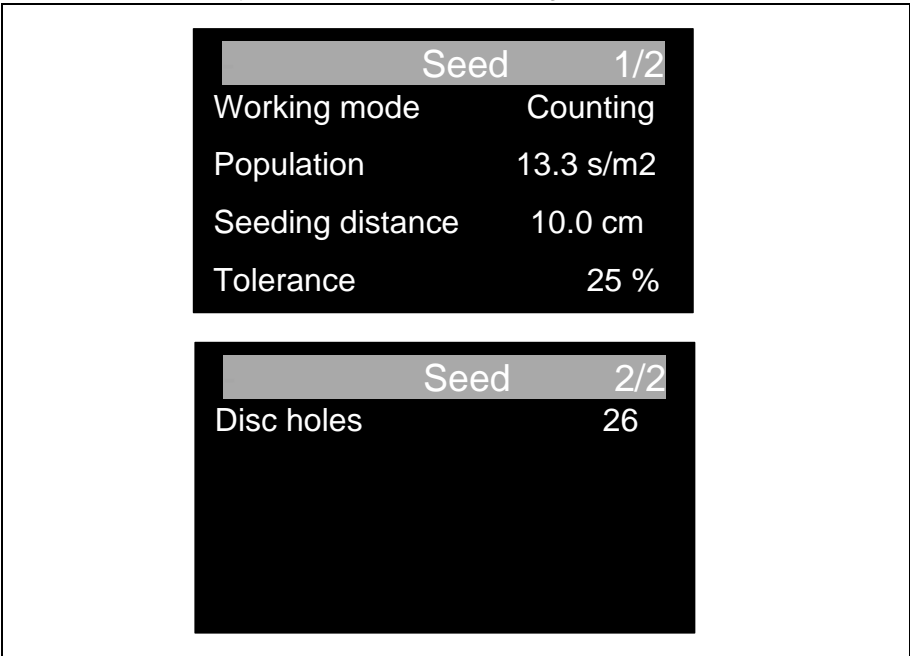 Seed 1/2
Working mode Counting
Population 13.3 s/m2
Seeding distance 10.0 cm
Tolerance 25 %
Seed 2/2
Disc holes 26